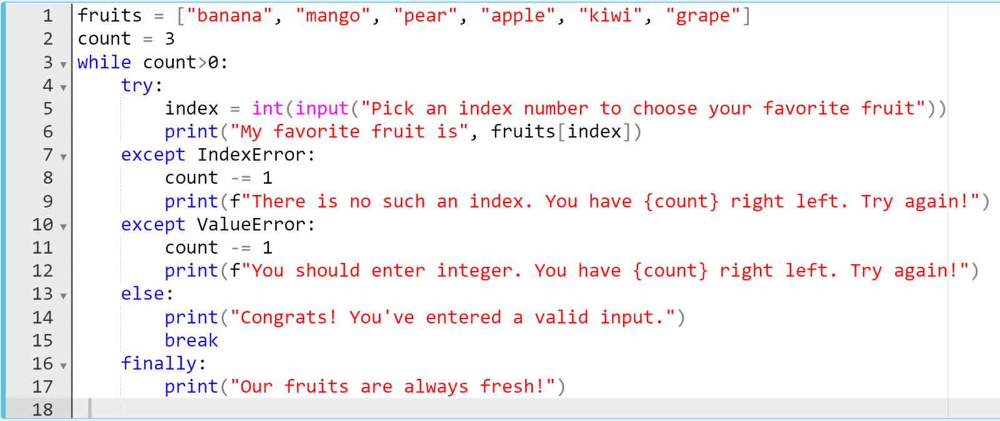 1 fruits = ["banana", "mango", "pear", "apple", "kiwi", "grape"]
2 count = 3
3 while count>0:
4     try:
5         index = int(input("Pick an index number to choose your favorite fruit"))
6         print("My favorite fruit is", fruits[index])
7     except IndexError:
8         count -= 1
9         print(f"There is no such an index. You have {count} right left. Try again!")
10     except ValueError:
11         count -= 1
12         print(f"You should enter integer. You have {count} right left. Try again!")
13     else:
14         print("Congrats! You've entered a valid input.")
15         break
16     finally:
17         print("Our fruits are always fresh!")
18